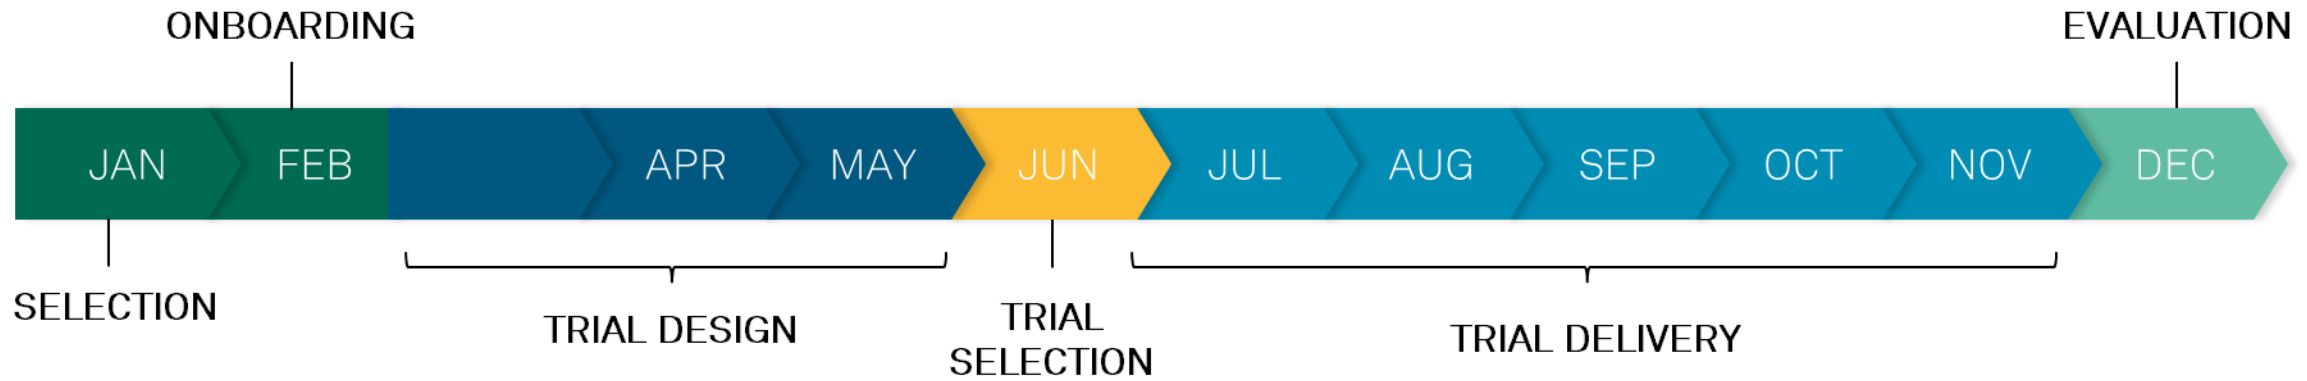 ONBOARDING
EVALUATION
JAN
FEB
APR
MAY
JUN
JUL
AUG
SEP
OCT
NOV
DEC
SELECTION
TRIAL DESIGN
TRIAL
SELECTION
TRIAL DELIVERY